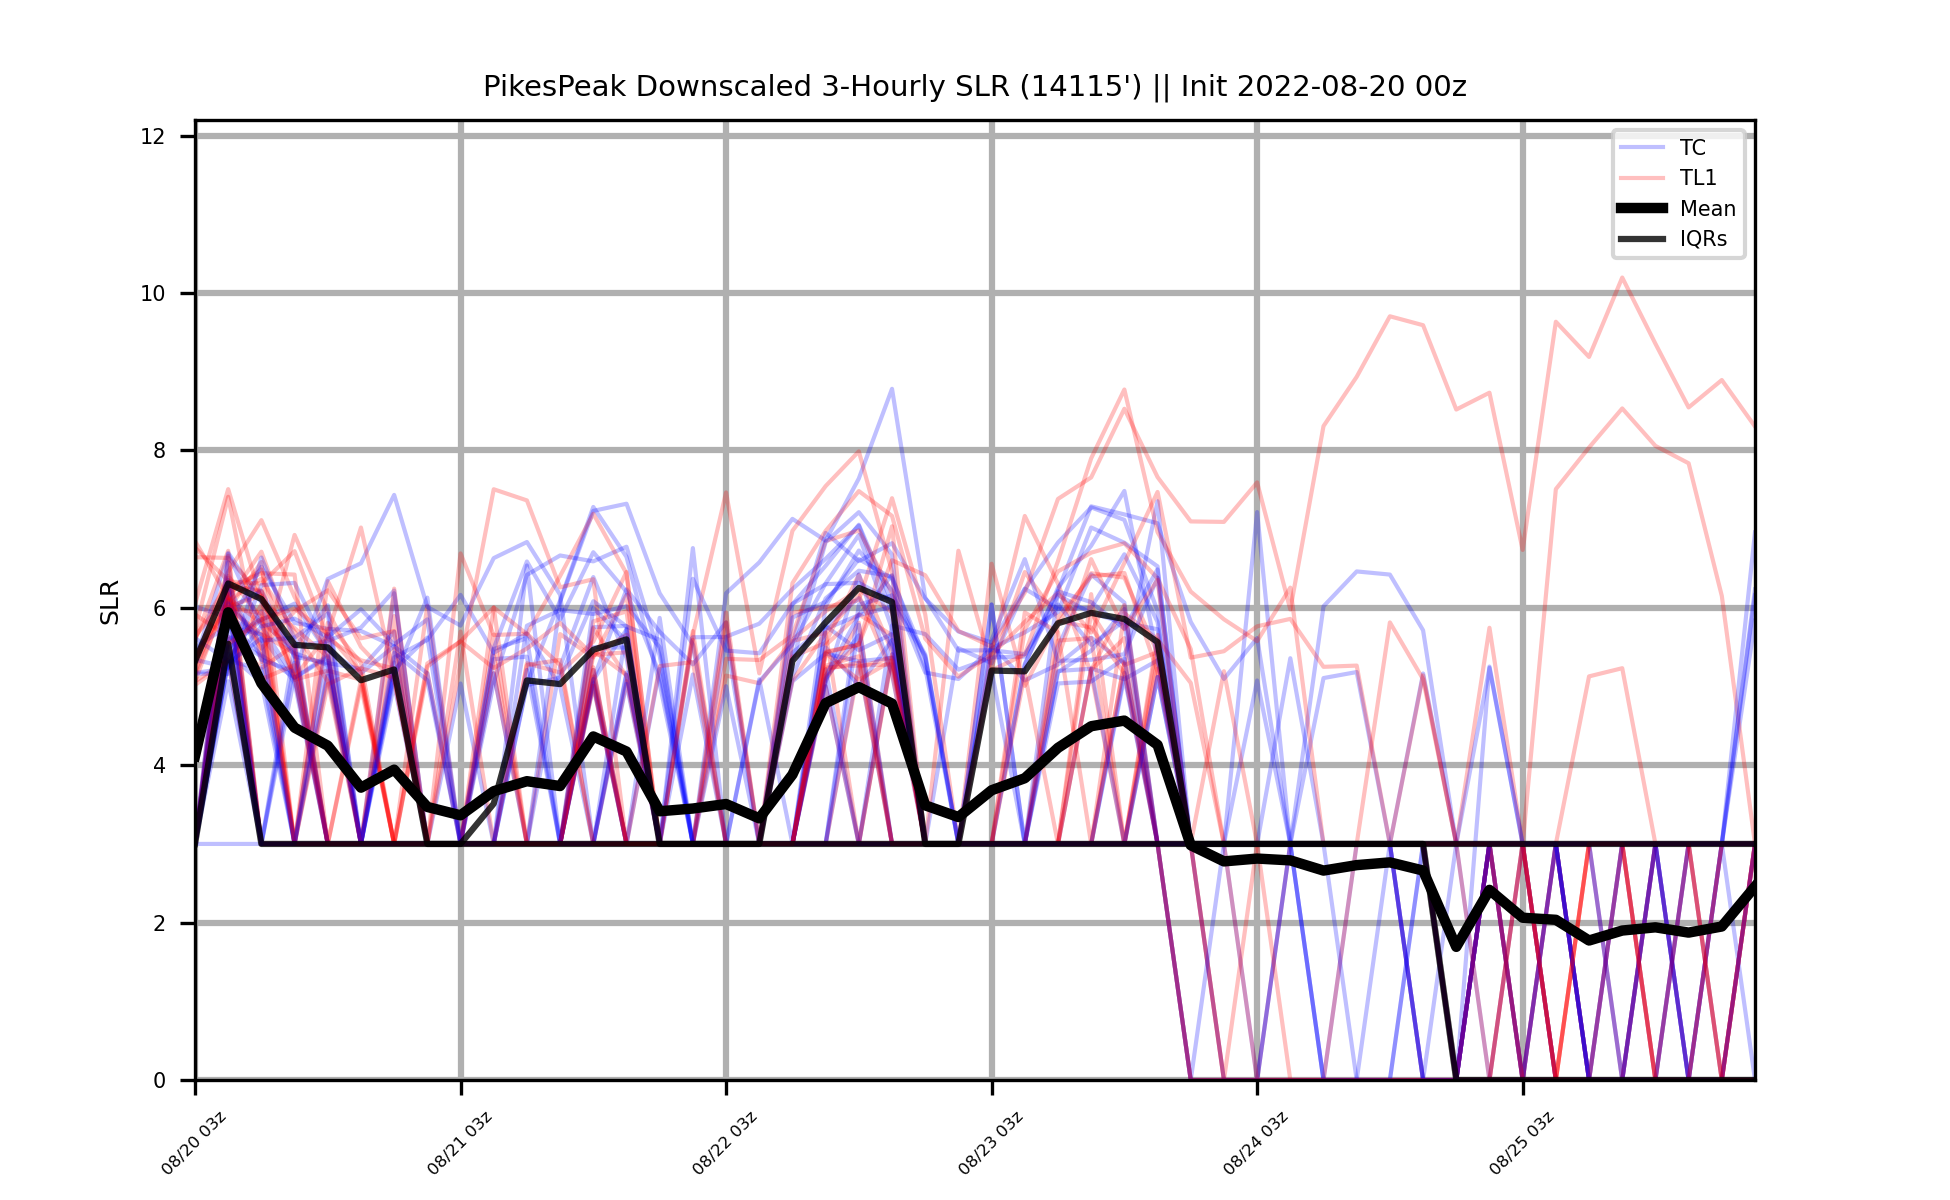 PikesPeak Downscaled 3-Hourly SLR (14115') || Init 2022-08-20 00z
12
10
8
6
4
2
0
SLR
TC
TL1
Mean
IQRs
08/20 03z
08/21 03z
08/22 03z
08/23 03z
08/24 03z
08/25 03z